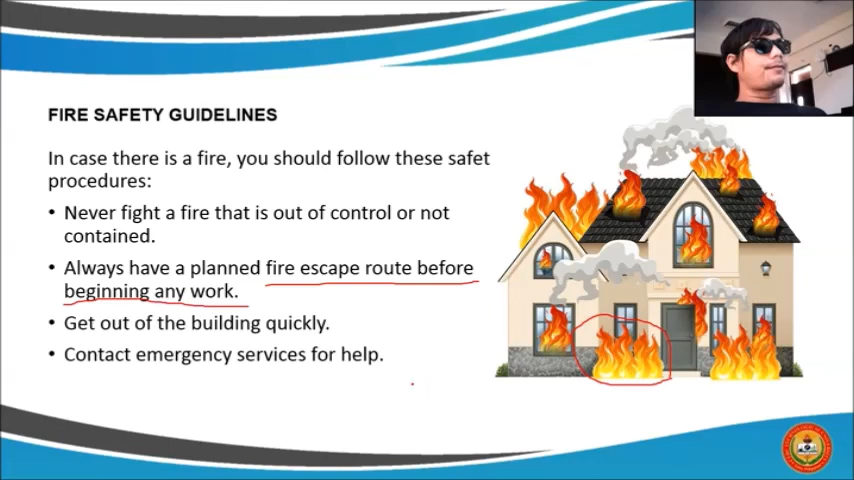 FIRE SAFETY GUIDELINES
In case there is a fire, you should follow these safet
procedures:
• Never fight a fire that is out of control or not
contained.
• Always have a planned fire escape route before
beginning any work.
• Get out of the building quickly.
• Contact emergency services for help.